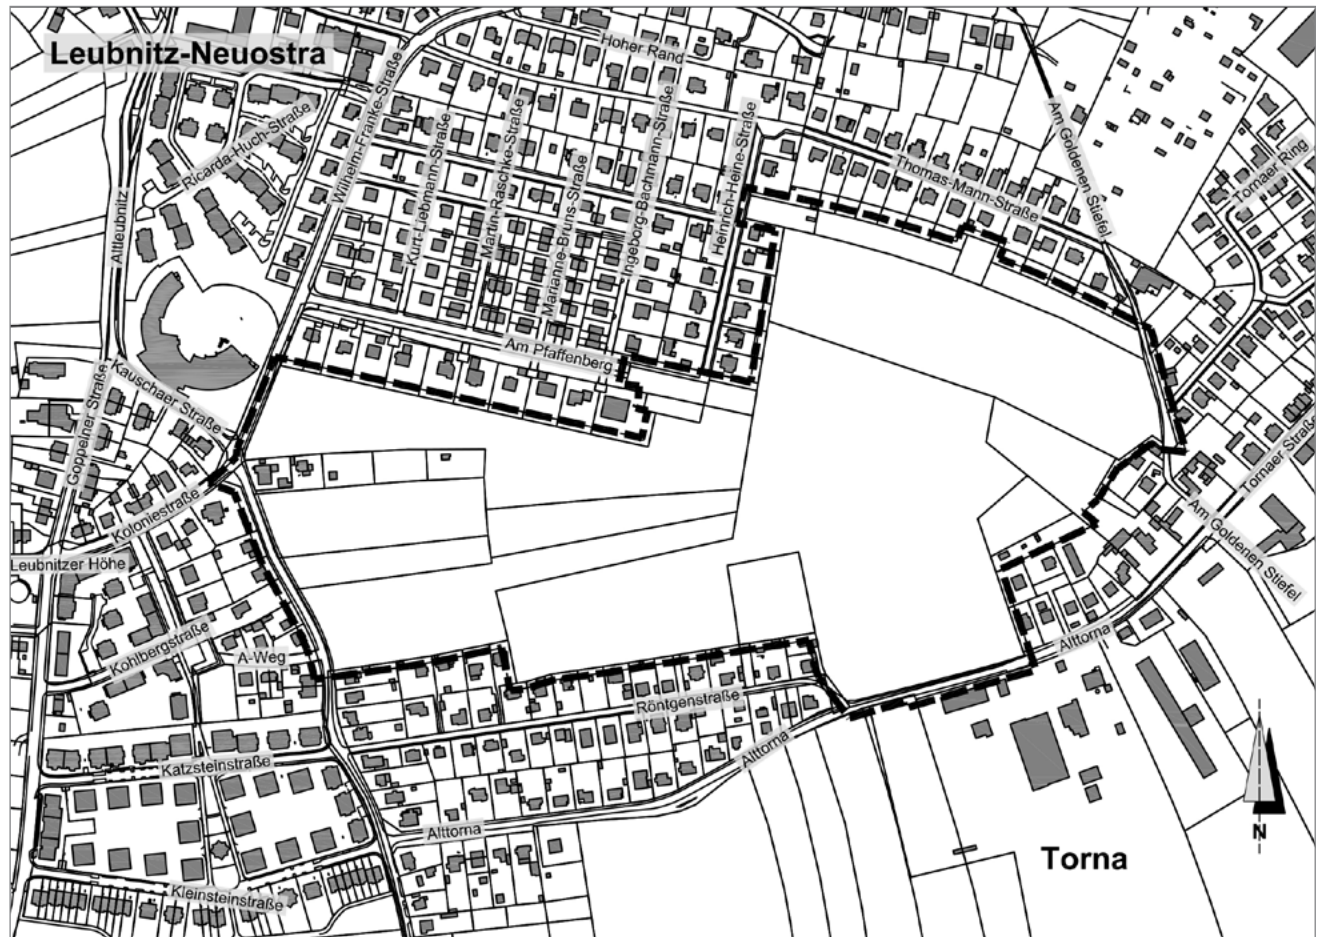 Leubnitz-Neuostra
Hoher Rand
Wilhelm-Franke-Straße
Ricarda-Huch-Straße
Kurt-Liebmann-Straße
Martin-Raschke-Straße
Marianne-Bruns-Straße
Ingeborg-Bachmann-Straße
Heinrich-Heine-Straße
Thomas-Mann-Straße
Am Goldenen Stiefel
Tornaer Ring
Altleubnitz
Am Pfaffenberg
Kauschaer Straße
Goppelner Straße
Koloniestraße
Tornaer Straße
Am Goldenen Stiefel
Leubnitzer Höhe
Kohlbergstraße
A-Weg
Alttorna
Röntgenstraße
Alttorna
Katzsteinstraße
Alttorna
Kleinsteinstraße
Torna
N